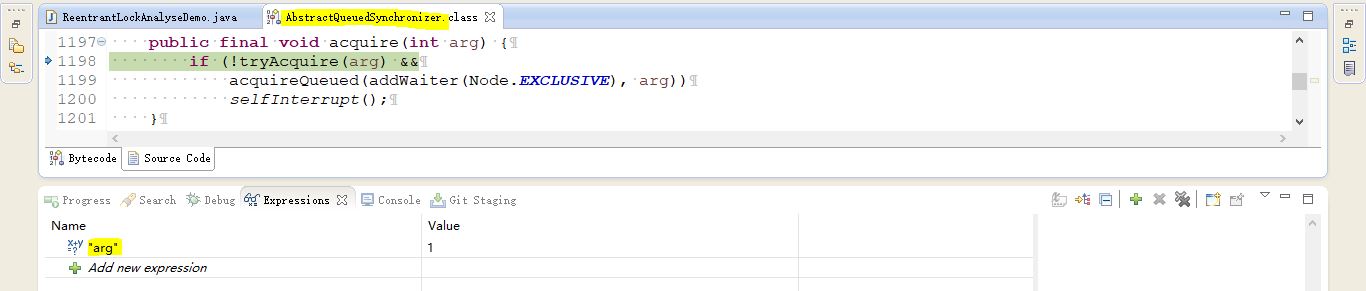 ReentrantLockAnalyseDemo.java AbstractQueuedSynchronizer.class
1197 public final void acquire(int arg) {
1198 if (!tryAcquire(arg) &&
1199 acquireQueued(addWaiter(Node.EXCLUSIVE), arg))
1200 selfInterrupt();
1201 }
Bytecode Source Code
Progress Search Debug Expressions Console Git Staging
Name Value
"arg" 1
Add new expression